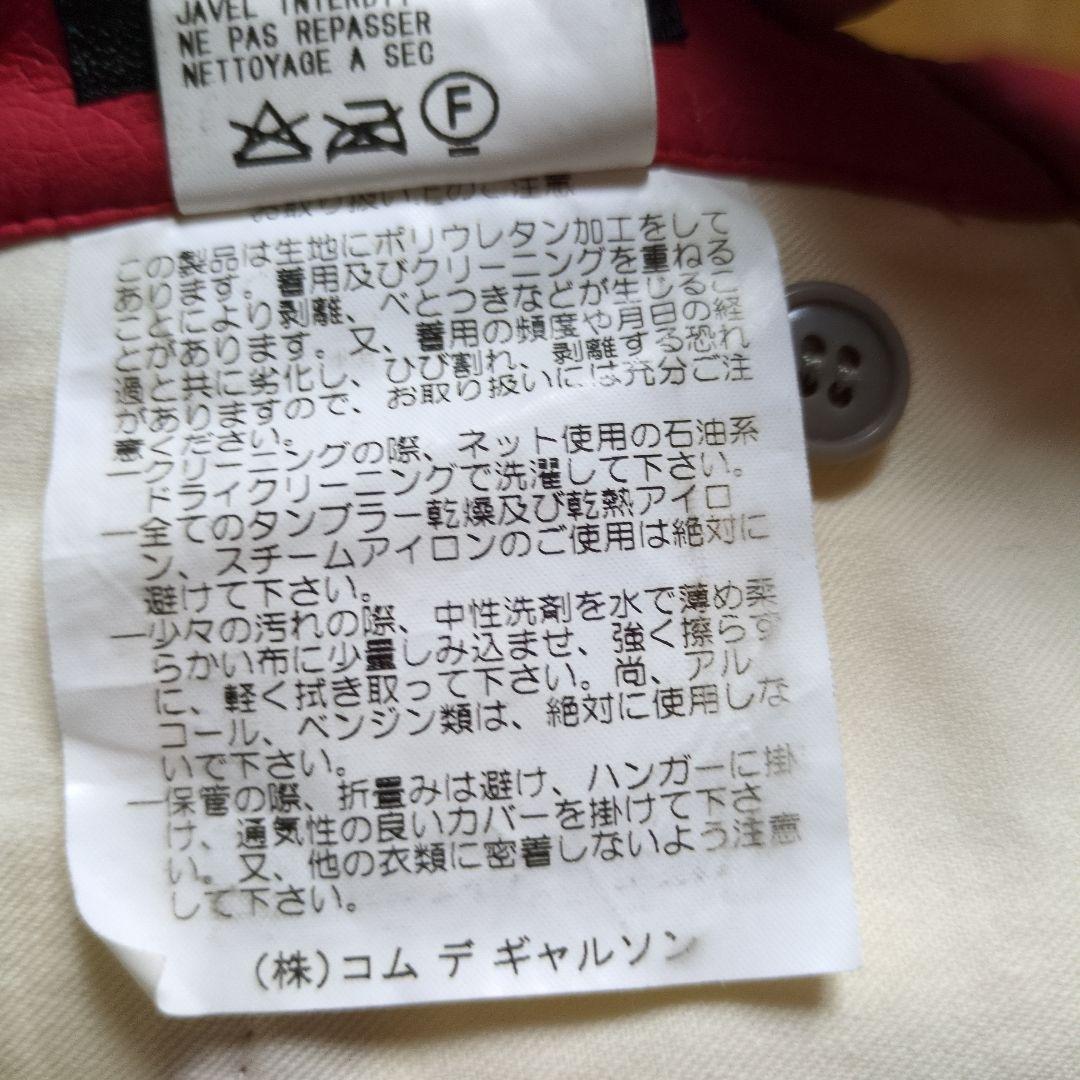 JAVEL INTERDIT
NE PAS REPASSER
NETTOYAGE A SEC
F
お取り扱い上のご注意
この製品は生地にポリウレタン加工をして
あります。着用及びクリーニングを重ねるこ
とにより剥離、べとつきなどが生じるこ
とがあります。又、着用の頻度や月日の経
過と共に劣化し、ひび割れ、剥離する恐れ
がありますので、お取り扱いには充分ご注
意ください。
―クリーニングの際、ネット使用の石油系
ドライクリーニングで洗濯して下さい。
―全てのタンブラー乾燥及び乾熱アイロ
ン、スチームアイロンのご使用は絶対に
避けて下さい。
―少々の汚れの際、中性洗剤を水で薄め柔
らかい布に少量しみ込ませ、強く擦らず
に、軽く拭き取って下さい。尚、アル
コール、ベンジン類は、絶対に使用しな
いで下さい。
―保管の際、折畳みは避け、ハンガーに掛
け、通気性の良いカバーを掛けて下さ
い。又、他の衣類に密着しないよう注意
して下さい。
(株)コム デ ギャルソン